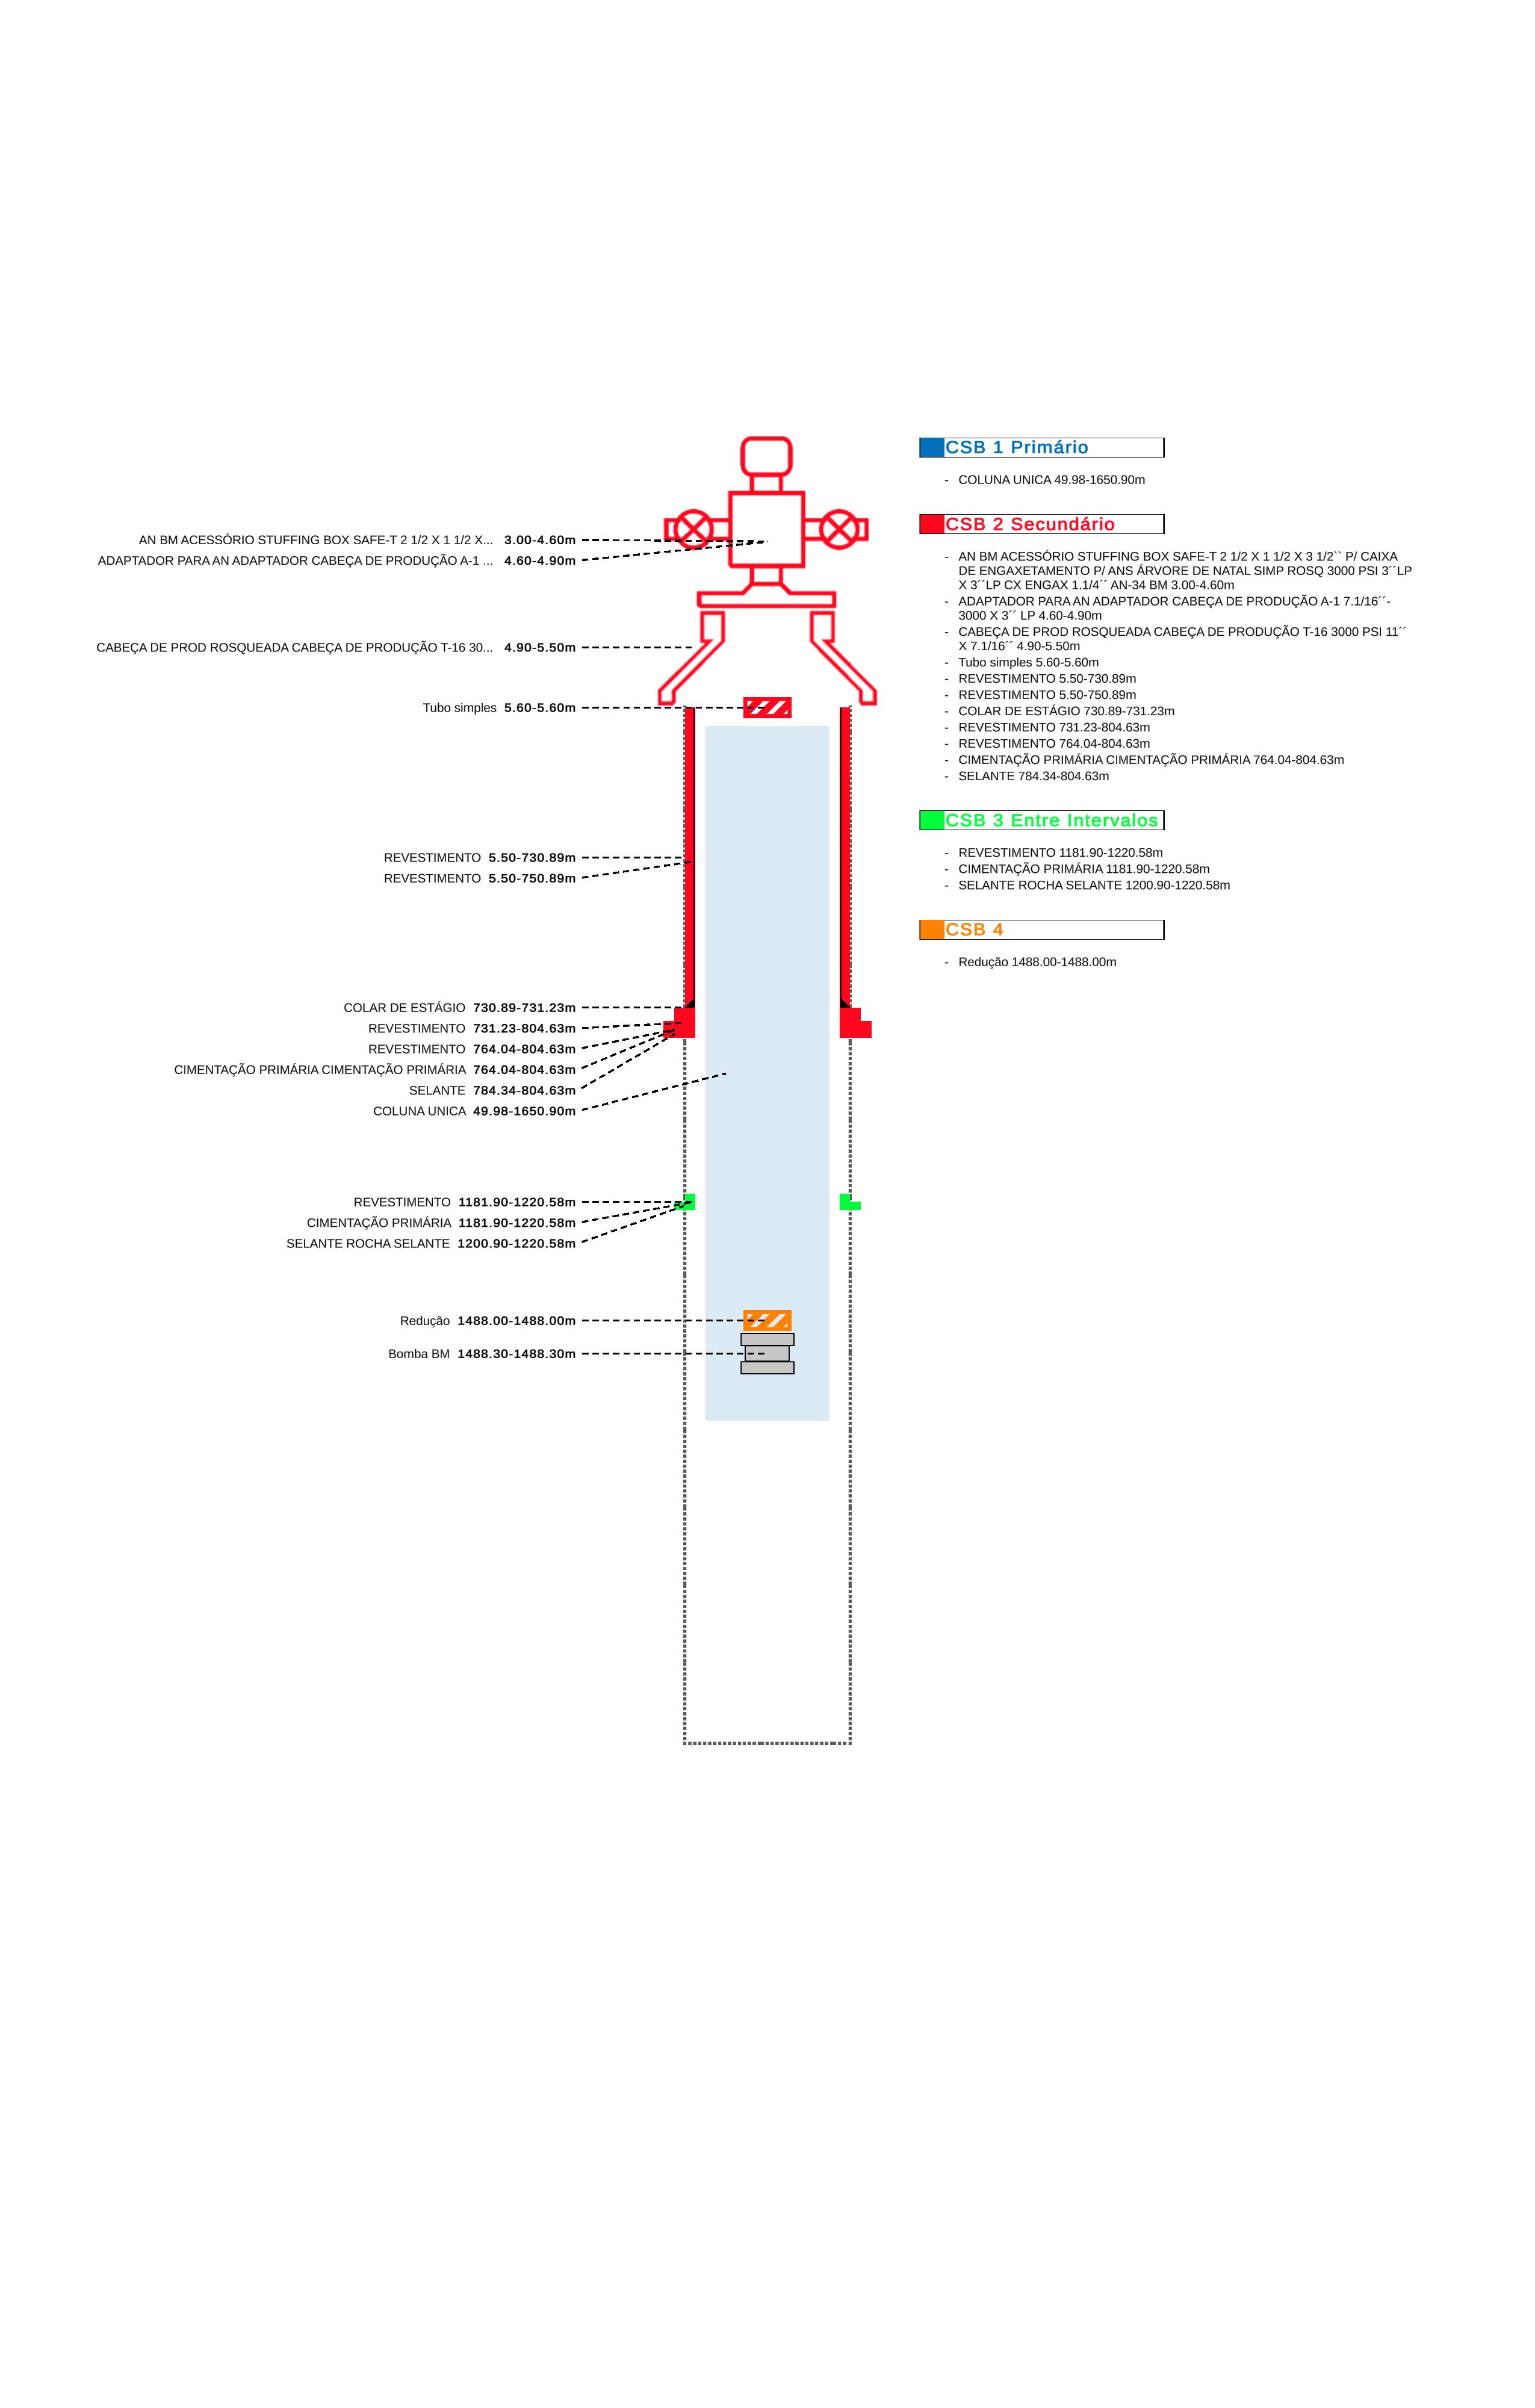 AN BM ACESSÓRIO STUFFING BOX SAFE-T 2 1/2 X 1 1/2 X... 3.00-4.60m
ADAPTADOR PARA AN ADAPTADOR CABEÇA DE PRODUÇÃO A-1 ... 4.60-4.90m
CABEÇA DE PROD ROSQUEADA CABEÇA DE PRODUÇÃO T-16 30... 4.90-5.50m
Tubo simples 5.60-5.60m
REVESTIMENTO 5.50-730.89m
REVESTIMENTO 5.50-750.89m
COLAR DE ESTÁGIO 730.89-731.23m
REVESTIMENTO 731.23-804.63m
REVESTIMENTO 764.04-804.63m
CIMENTAÇÃO PRIMÁRIA CIMENTAÇÃO PRIMÁRIA 764.04-804.63m
SELANTE 784.34-804.63m
COLUNA UNICA 49.98-1650.90m
REVESTIMENTO 1181.90-1220.58m
CIMENTAÇÃO PRIMÁRIA 1181.90-1220.58m
SELANTE ROCHA SELANTE 1200.90-1220.58m
Redução 1488.00-1488.00m
Bomba BM 1488.30-1488.30m
CSB 1 Primário
- COLUNA UNICA 49.98-1650.90m
CSB 2 Secundário
- AN BM ACESSÓRIO STUFFING BOX SAFE-T 2 1/2 X 1 1/2 X 3 1/2`` P/ CAIXA
DE ENGAXETAMENTO P/ ANS ÁRVORE DE NATAL SIMP ROSQ 3000 PSI 3´´LP
X 3´´LP CX ENGAX 1.1/4´´ AN-34 BM 3.00-4.60m
- ADAPTADOR PARA AN ADAPTADOR CABEÇA DE PRODUÇÃO A-1 7.1/16´´-
3000 X 3´´ LP 4.60-4.90m
- CABEÇA DE PROD ROSQUEADA CABEÇA DE PRODUÇÃO T-16 3000 PSI 11´´
X 7.1/16´´ 4.90-5.50m
- Tubo simples 5.60-5.60m
- REVESTIMENTO 5.50-730.89m
- REVESTIMENTO 5.50-750.89m
- COLAR DE ESTÁGIO 730.89-731.23m
- REVESTIMENTO 731.23-804.63m
- REVESTIMENTO 764.04-804.63m
- CIMENTAÇÃO PRIMÁRIA CIMENTAÇÃO PRIMÁRIA 764.04-804.63m
- SELANTE 784.34-804.63m
CSB 3 Entre Intervalos
- REVESTIMENTO 1181.90-1220.58m
- CIMENTAÇÃO PRIMÁRIA 1181.90-1220.58m
- SELANTE ROCHA SELANTE 1200.90-1220.58m
CSB 4
- Redução 1488.00-1488.00m